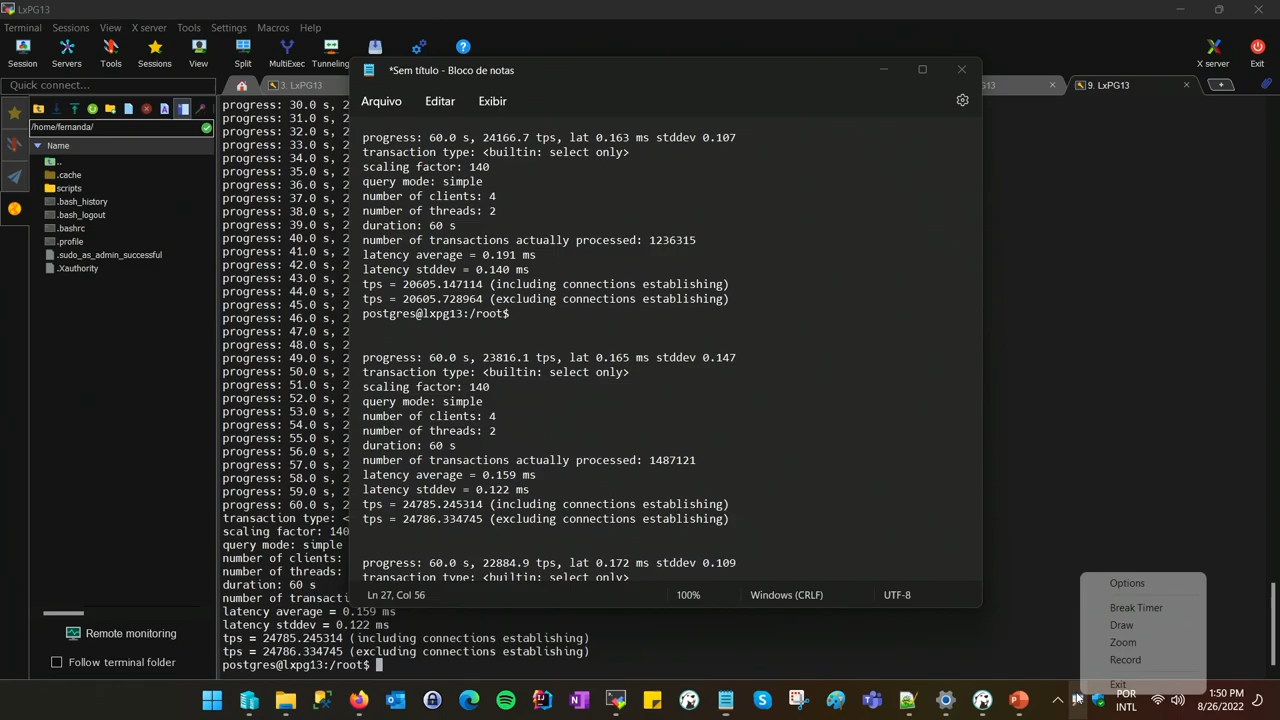 LxPG13
Terminal Sessions View X server Tools Settings Macros Help
Session Servers Tools Sessions View Split MultiExec Tunneling X server Exit
Quick connect...
3. LxPG13
G13
9. LxPG13
/home/fernanda/
Name
..
.cache
scripts
.bash_history
.bash_logout
.bashrc
.profile
.sudo_as_admin_successful
.Xauthority
Remote monitoring
Follow terminal folder
progress: 30.0 s, 2
progress: 31.0 s, 2
progress: 32.0 s, 2
progress: 33.0 s, 2
progress: 34.0 s, 2
progress: 35.0 s, 2
progress: 36.0 s, 2
progress: 37.0 s, 2
progress: 38.0 s, 2
progress: 39.0 s, 2
progress: 40.0 s, 2
progress: 41.0 s, 2
progress: 42.0 s, 2
progress: 43.0 s, 2
progress: 44.0 s, 2
progress: 45.0 s, 2
progress: 46.0 s, 2
progress: 47.0 s, 2
progress: 48.0 s, 2
progress: 49.0 s, 2
progress: 50.0 s, 2
progress: 51.0 s, 2
progress: 52.0 s, 2
progress: 53.0 s, 2
progress: 54.0 s, 2
progress: 55.0 s, 2
progress: 56.0 s, 2
progress: 57.0 s, 2
progress: 58.0 s, 2
progress: 59.0 s, 2
progress: 60.0 s, 2
transcription type: <
scaling factor: 140
query mode: simple
number of clients:
number of threads:
duration: 60 s
number of transacti
latency average = 0.159 ms
latency stddev = 0.122 ms
tps = 24785.245314 (including connections establishing)
tps = 24786.334745 (excluding connections establishing)
postgres@lxpg13:/root$
*Sem título - Bloco de notas
Arquivo Editar Exibir
progress: 60.0 s, 24166.7 tps, lat 0.163 ms stddev 0.107
transaction type: <builtin: select only>
scaling factor: 140
query mode: simple
number of clients: 4
number of threads: 2
duration: 60 s
number of transactions actually processed: 1236315
latency average = 0.191 ms
latency stddev = 0.140 ms
tps = 20605.147114 (including connections establishing)
tps = 20605.728964 (excluding connections establishing)
postgres@lxpg13:/root$
progress: 60.0 s, 23816.1 tps, lat 0.165 ms stddev 0.147
transaction type: <builtin: select only>
scaling factor: 140
query mode: simple
number of clients: 4
number of threads: 2
duration: 60 s
number of transactions actually processed: 1487121
latency average = 0.159 ms
latency stddev = 0.122 ms
tps = 24785.245314 (including connections establishing)
tps = 24786.334745 (excluding connections establishing)
progress: 60.0 s, 22884.9 tps, lat 0.172 ms stddev 0.109
transaction type: <builtin: select only>
Ln 27, Col 56 100% Windows (CRLF) UTF-8
Options
Break Timer
Draw
Zoom
Record
Exit
POR
INTL
1:50 PM
8/26/2022